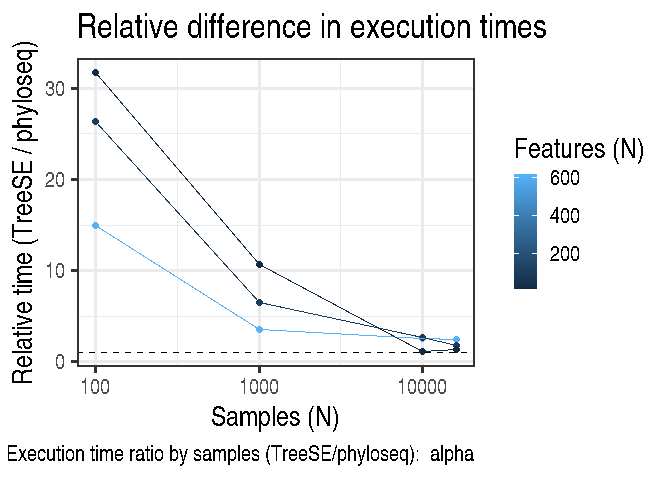 Relative difference in execution times
Relative time (TreeSE / phyloseq)
30
20
10
0
100
1000
10000
Samples (N)
Features (N)
600
400
200
Execution time ratio by samples (TreeSE/phyloseq):  alpha